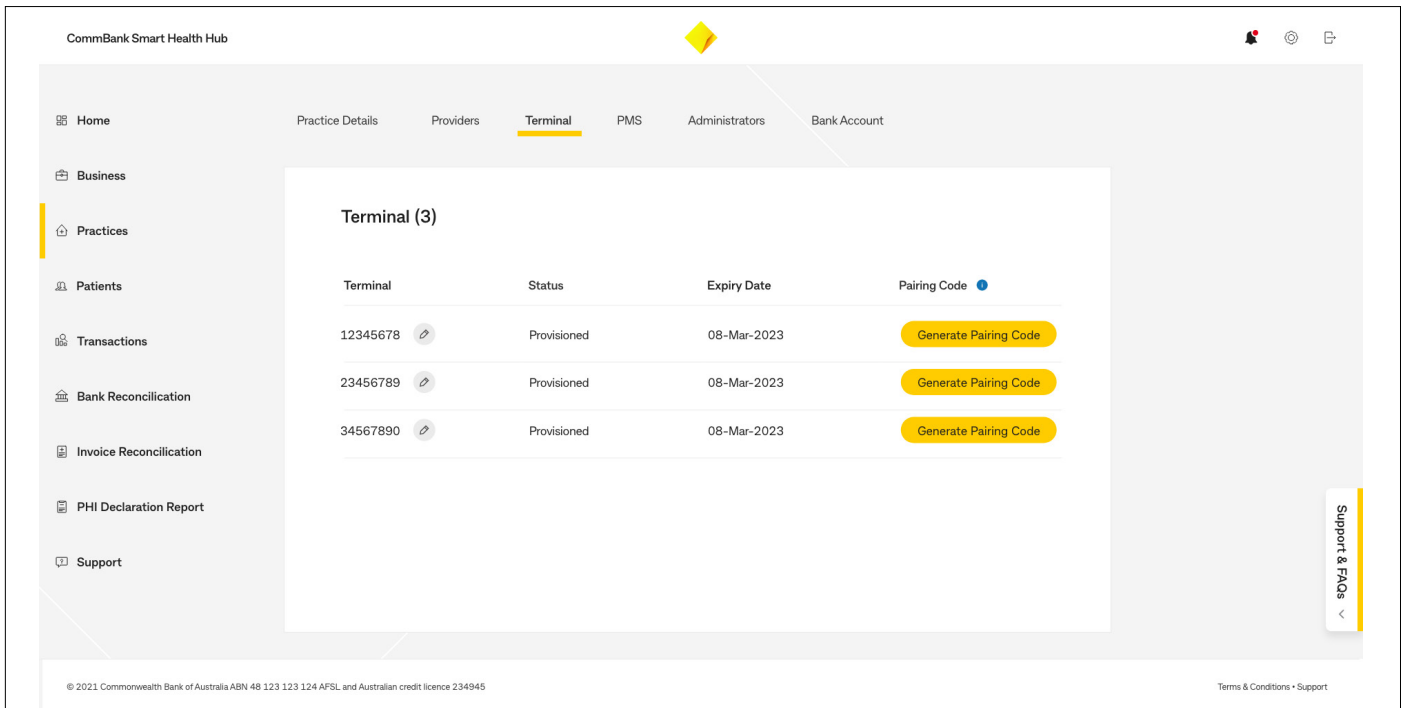 CommBank Smart Health Hub
Home
Business
Practices
Patients
Transactions
Bank Reconcilication
Invoice Reconcilication
PHI Declaration Report
Support
Practice Details Providers Terminal PMS Administrators Bank Account
Terminal (3)
Terminal Status Expiry Date Pairing Code i
12345678 Provisioned 08-Mar-2023 Generate Pairing Code
23456789 Provisioned 08-Mar-2023 Generate Pairing Code
34567890 Provisioned 08-Mar-2023 Generate Pairing Code
Support & FAQs
© 2021 Commonwealth Bank of Australia ABN 48 123 123 124 AFSL and Australian credit licence 234945
Terms & Conditions • Support